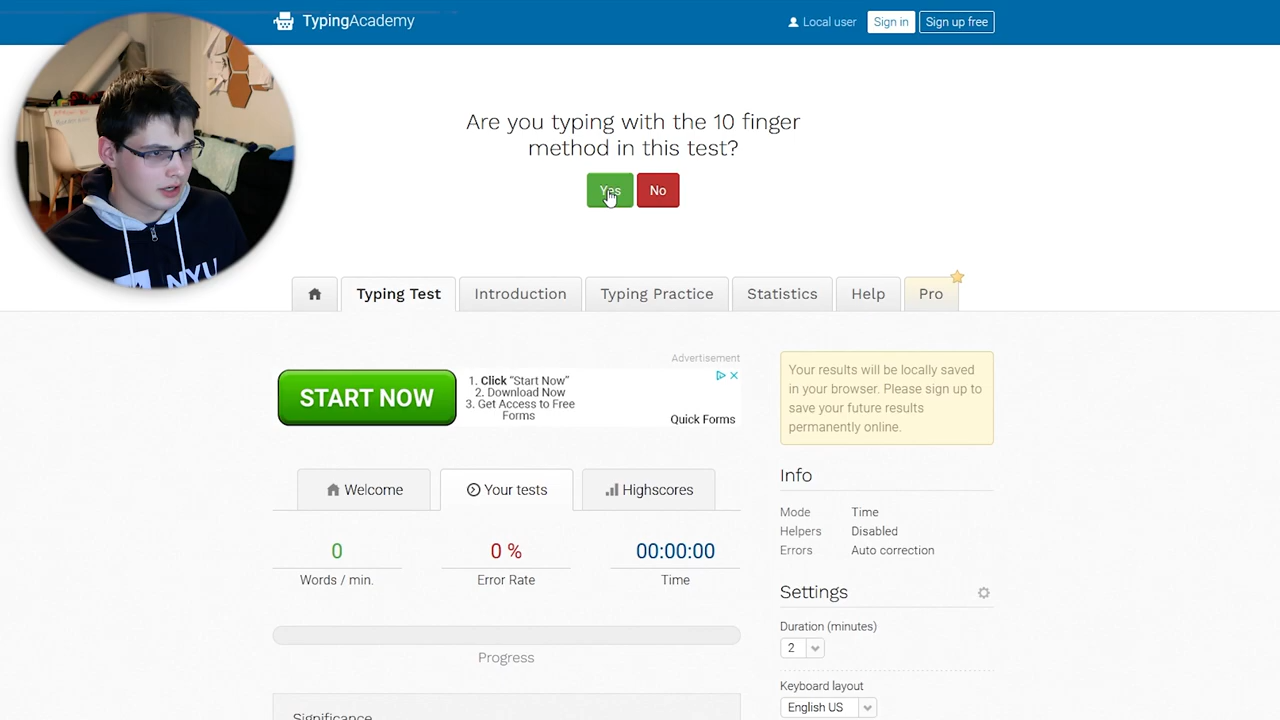 TypingAcademy
Local user
Sign in
Sign up free
Are you typing with the 10 finger
method in this test?
Yes
No
NYU
Typing Test
Introduction
Typing Practice
Statistics
Help
Pro
Advertisement
START NOW
1. Click "Start Now"
2. Download Now
3. Get Access to Free
Forms
Quick Forms
Your results will be locally saved
in your browser. Please sign up to
save your future results
permanently online.
Welcome
Your tests
Highscores
0
0 %
00:00:00
Words / min.
Error Rate
Time
Progress
Significance
Info
Mode Time
Helpers Disabled
Errors Auto correction
Settings
Duration (minutes)
2
Keyboard layout
English US